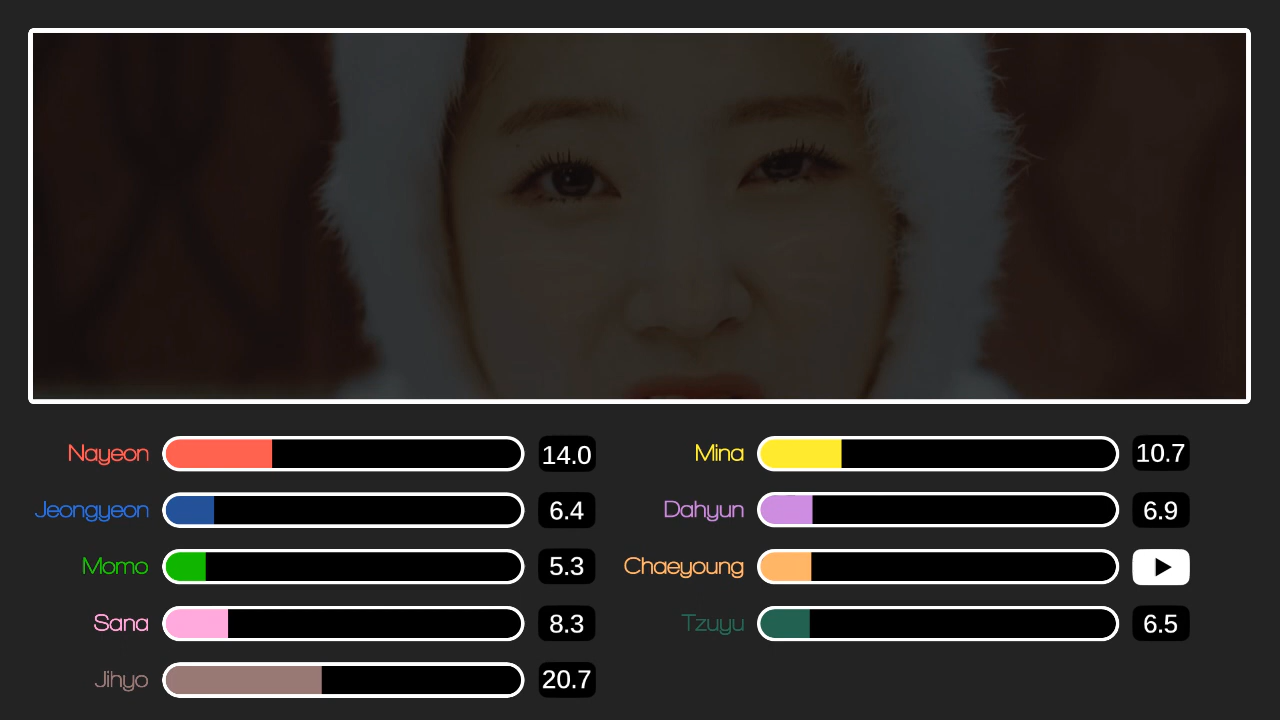 Nayeon 14.0
Jeongyeon 6.4
Momo 5.3
Sana 8.3
Jihyo 20.7
Mina 10.7
Dahyun 6.9
Chaeyoung
Tzuyu 6.5